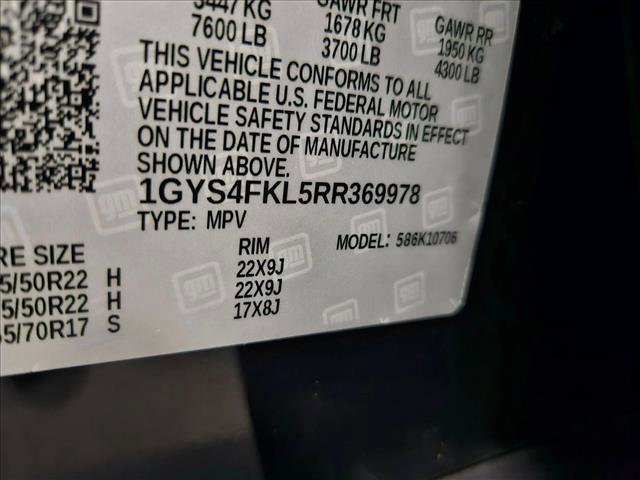 3447 KG GAWR FRT GAWR RR
7600 LB 1678 KG 1950 KG
3700 LB 4300 LB
THIS VEHICLE CONFORMS TO ALL
APPLICABLE U.S. FEDERAL MOTOR
VEHICLE SAFETY STANDARDS IN EFFECT
ON THE DATE OF MANUFACTURE
SHOWN ABOVE.
1GYS4FKL5RR369978
TYPE: MPV MODEL: 586K10706
RE SIZE RIM
5/50R22 H 22X9J
5/50R22 H 22X9J
65/70R17 S 17X8J